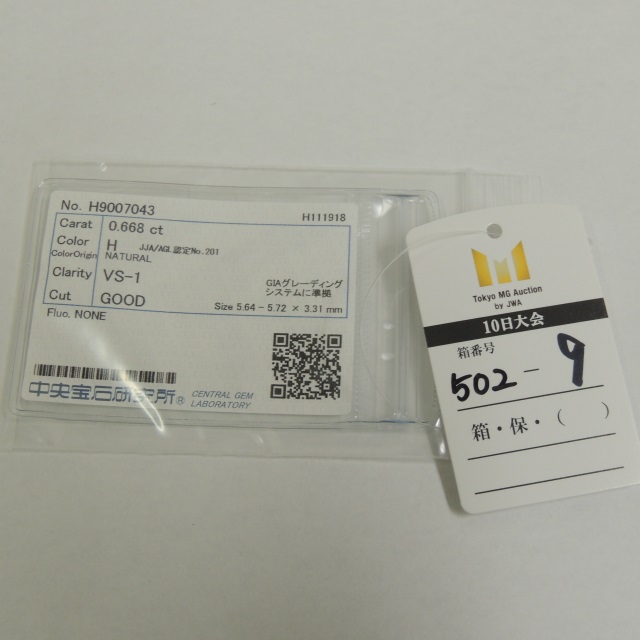 No. H9007043
H111918
Carat 0.668 ct
Color H JJA/AGL認定No.201
ColorOrigin NATURAL
Clarity VS-1
GIAグレーディング
システムに準拠
Cut GOOD
Size 5.64 - 5.72 × 3.31 mm
Fluo. NONE
中央宝石研究所® CENTRAL GEM
LABORATORY
Tokyo MG Auction
by JWA
10日大会
箱番号
502-9
箱・保・（ ）